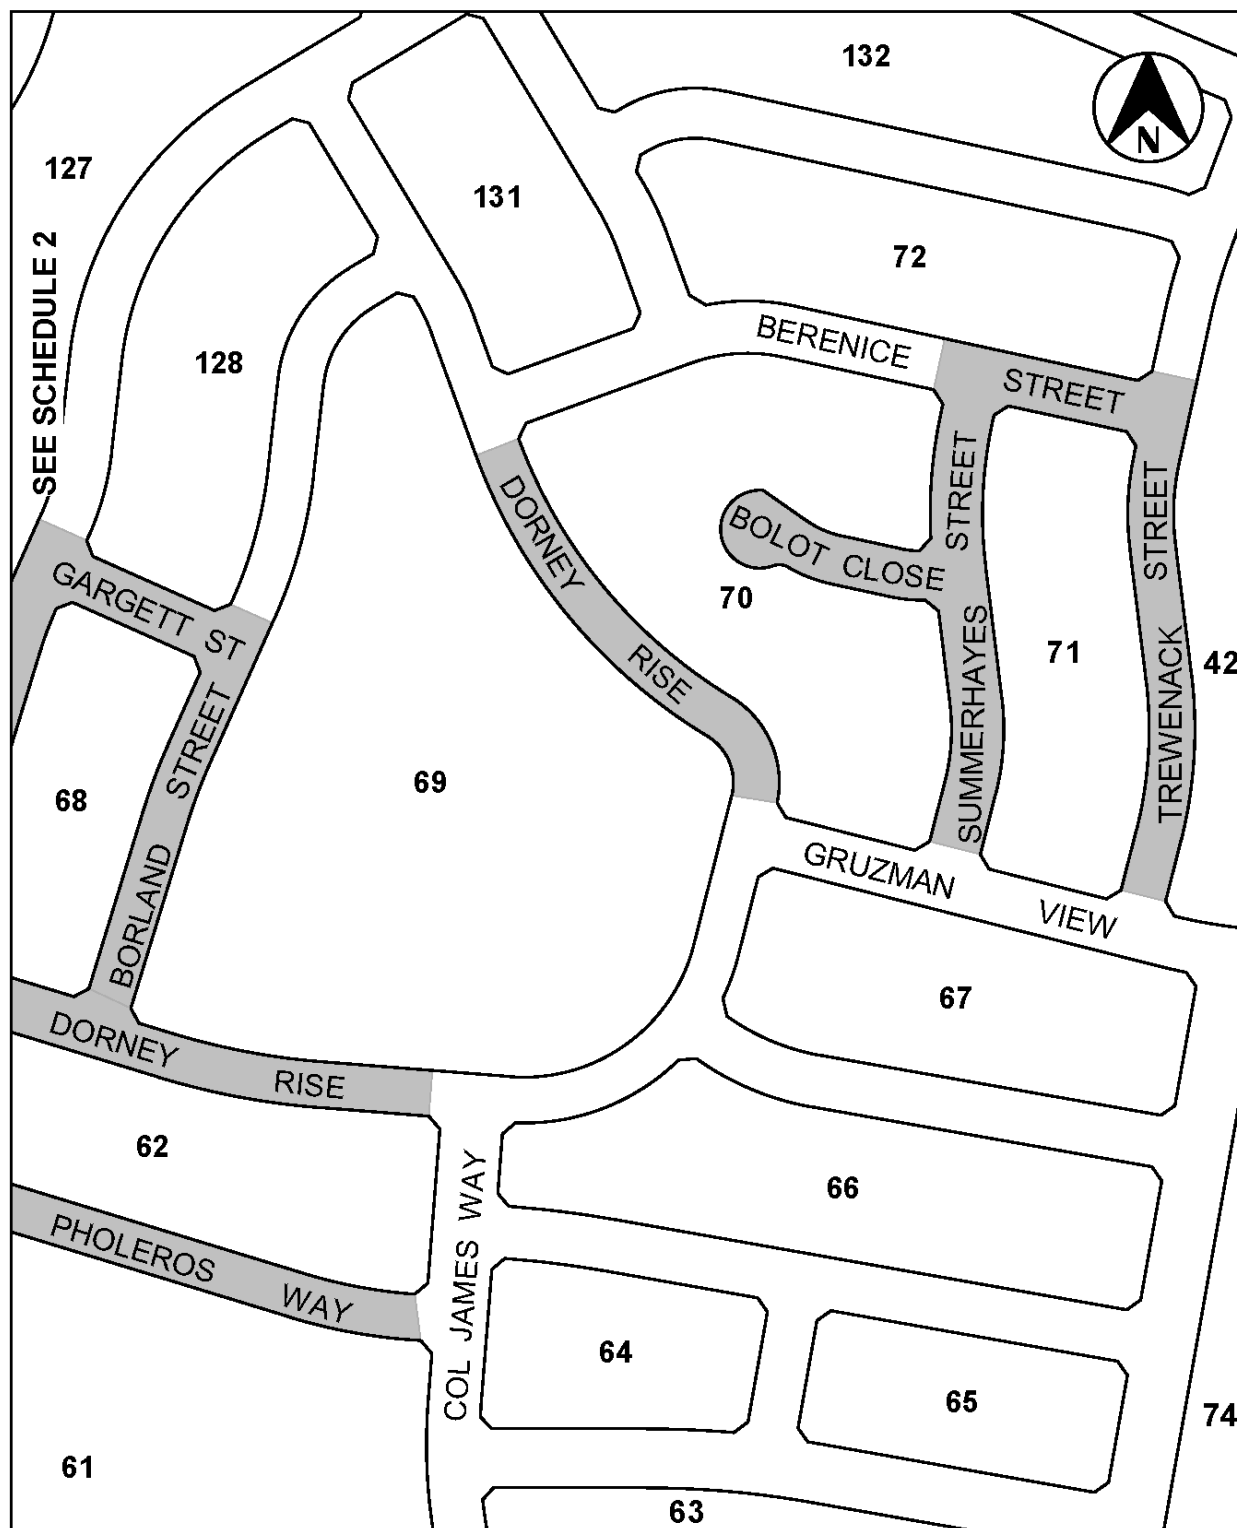 132
N
127
131
SEE SCHEDULE 2
72
128
BERENICE STREET
DORNEY RISE
STREET
SUMMERHAYES
BOLOT CLOSE
TREWENACK STREET
GARGETT ST
70
71
42
BORLAND STREET
69
68
GRUZMAN VIEW
67
DORNEY RISE
62
COL JAMES WAY
66
PHOLEROS WAY
64
65
74
61
63